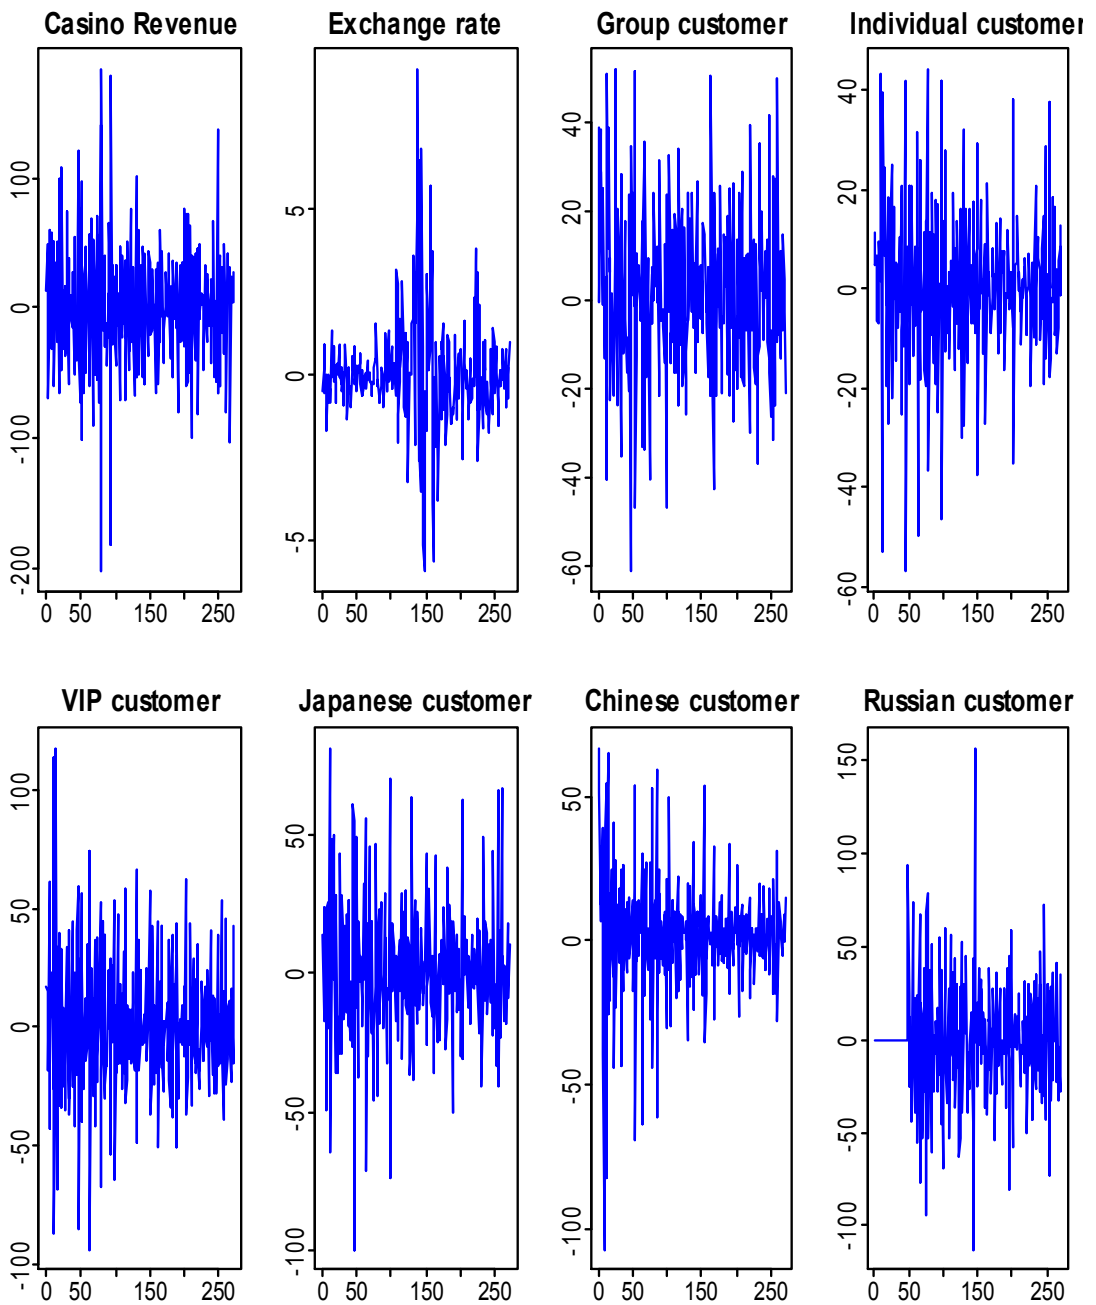 Casino Revenue
Exchange rate
Group customer
Individual customer
100
0
-100
-200
0 50 150 250
5
0
-5
0 50 150 250
40
20
0
-20
-40
-60
0 50 150 250
40
20
0
-20
-40
-60
0 50 150 250
VIP customer
Japanese customer
Chinese customer
Russian customer
100
50
0
-50
-100
0 50 150 250
50
0
-50
-100
0 50 150 250
50
0
-50
-100
0 50 150 250
150
100
50
0
-50
-100
0 50 150 250